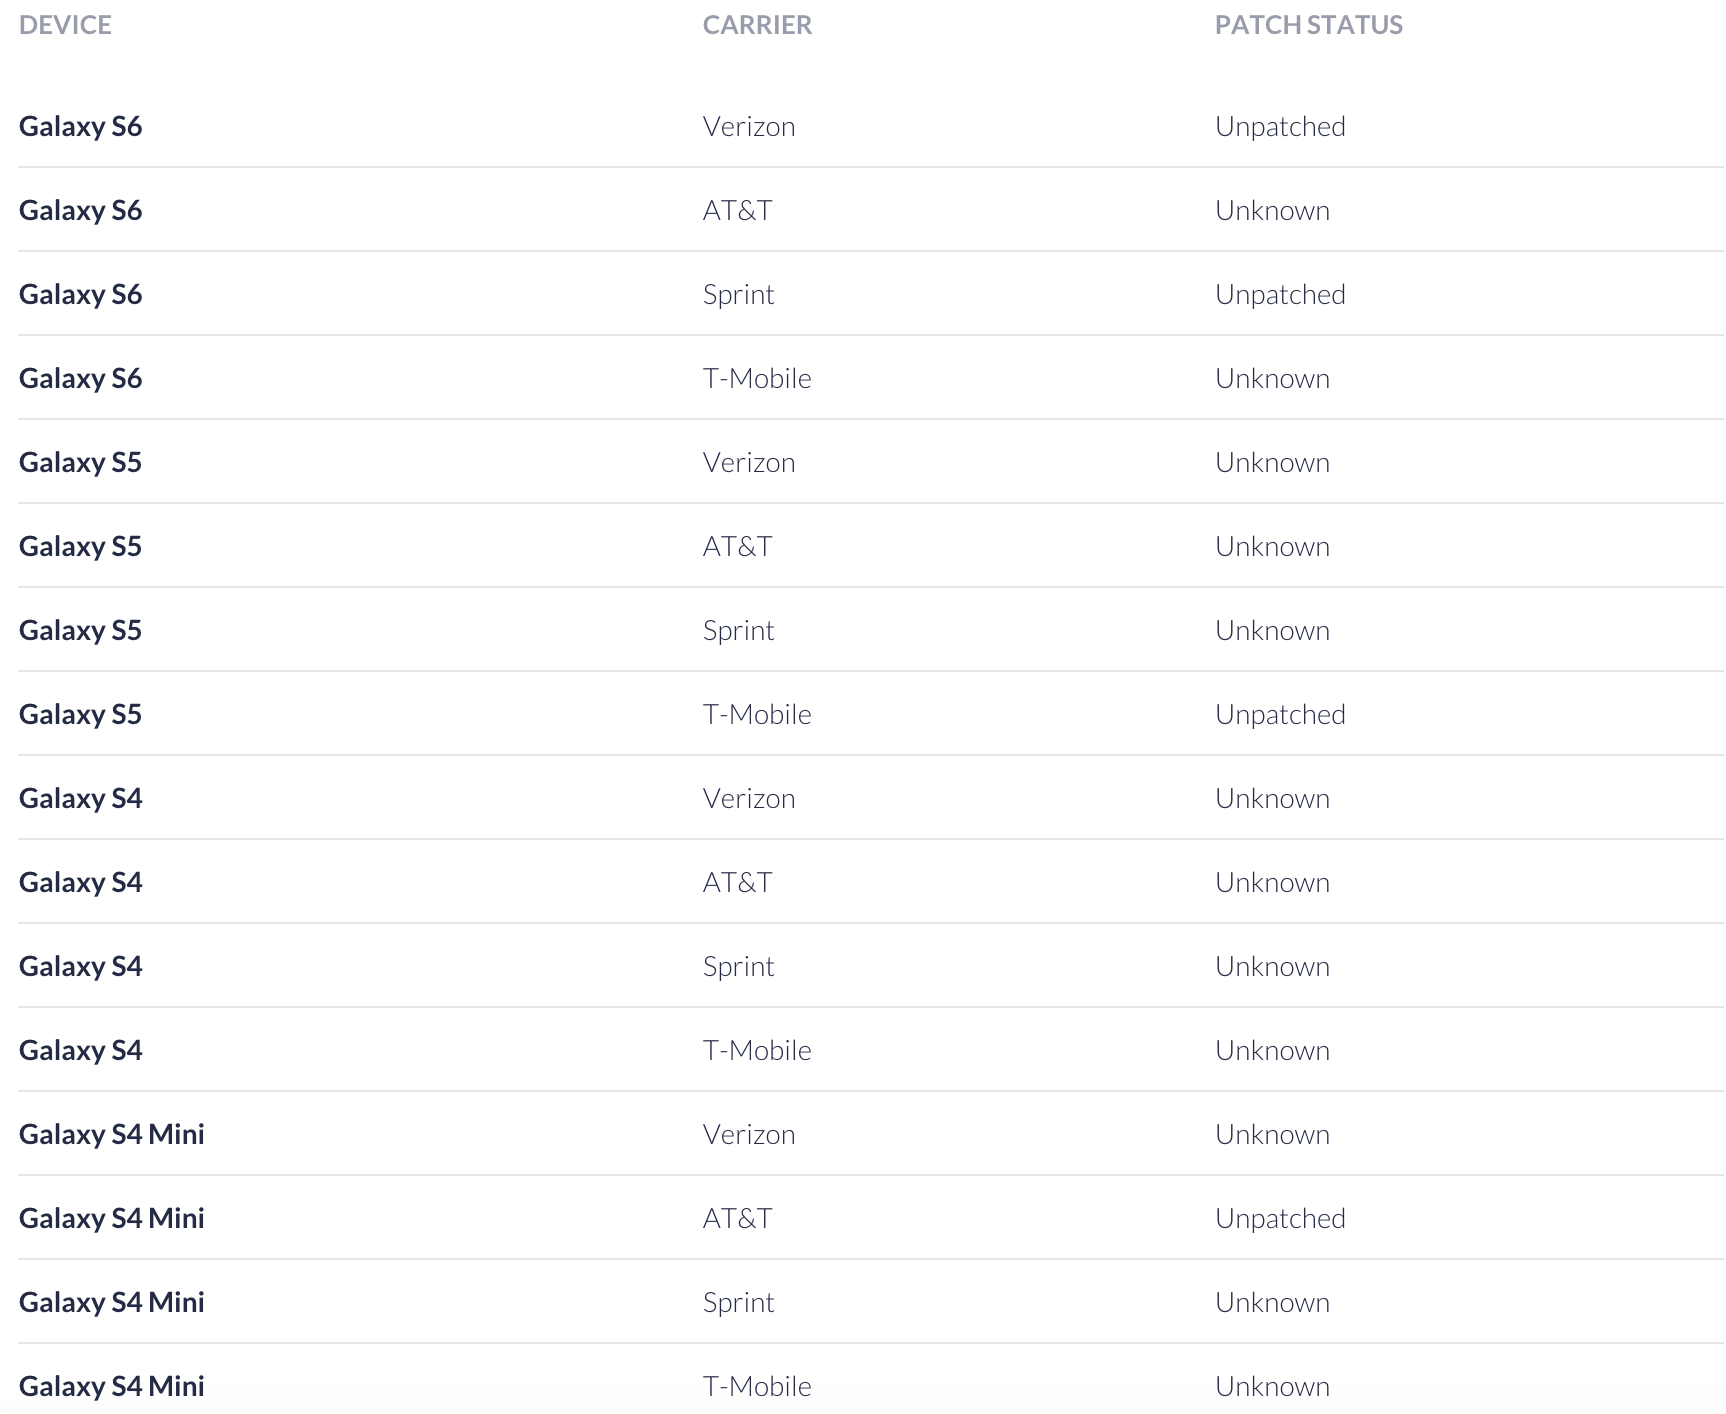 DEVICE CARRIER PATCH STATUS
Galaxy S6 Verizon Unpatched
Galaxy S6 AT&T Unknown
Galaxy S6 Sprint Unpatched
Galaxy S6 T-Mobile Unknown
Galaxy S5 Verizon Unknown
Galaxy S5 AT&T Unknown
Galaxy S5 Sprint Unknown
Galaxy S5 T-Mobile Unpatched
Galaxy S4 Verizon Unknown
Galaxy S4 AT&T Unknown
Galaxy S4 Sprint Unknown
Galaxy S4 T-Mobile Unknown
Galaxy S4 Mini Verizon Unknown
Galaxy S4 Mini AT&T Unpatched
Galaxy S4 Mini Sprint Unknown
Galaxy S4 Mini T-Mobile Unknown